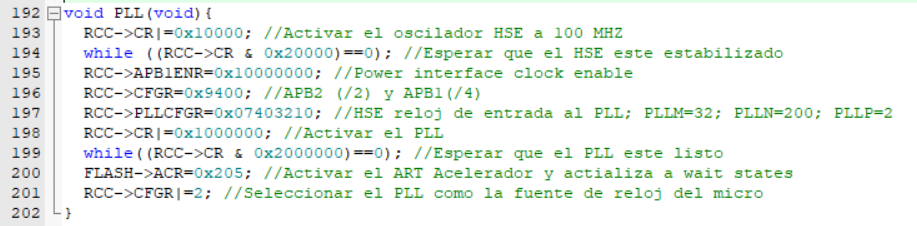 192 void PLL(void){
193 RCC->CR|=0x10000; //Activar el oscilador HSE a 100 MHZ
194 while ((RCC->CR & 0x20000)==0); //Esperar que el HSE este estabilizado
195 RCC->APB1ENR=0x10000000; //Power interface clock enable
196 RCC->CFGR=0x9400; //APB2 (/2) y APB1(/4)
197 RCC->PLLCFGR=0x07403210; //HSE reloj de entrada al PLL; PLLM=32; PLLN=200; PLLP=2
198 RCC->CR|=0x1000000; //Activar el PLL
199 while((RCC->CR & 0x2000000)==0); //Esperar que el PLL este listo
200 FLASH->ACR=0x205; //Activar el ART Acelerador y actializa a wait states
201 RCC->CFGR|=2; //Seleccionar el PLL como la fuente de reloj del micro
202 }